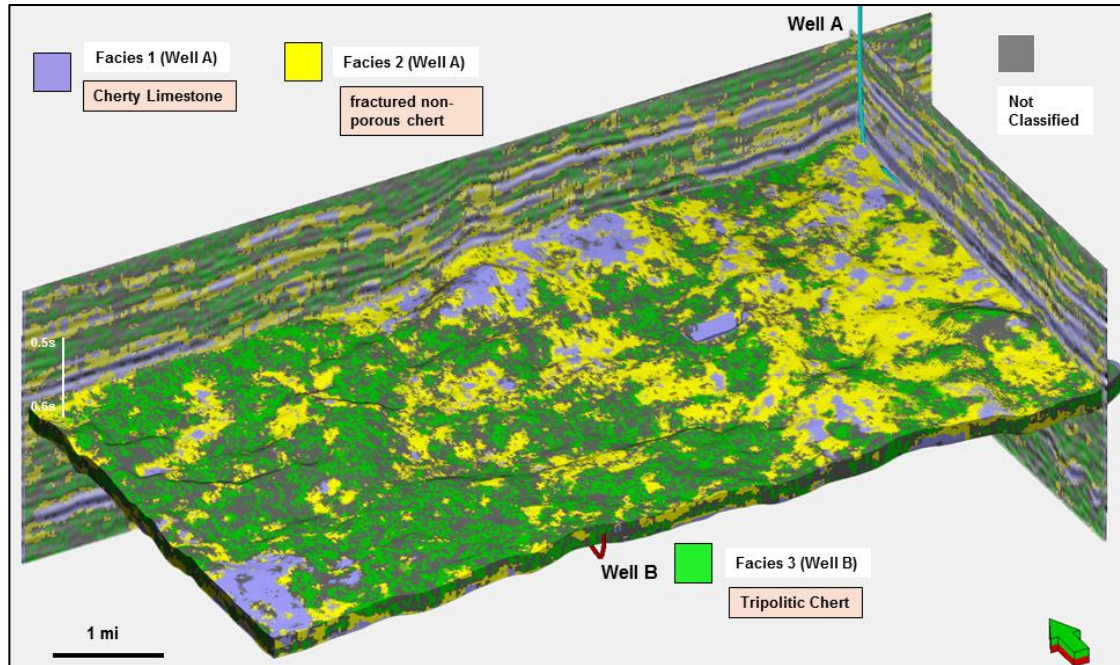 Well A
Facies 1 (Well A)
Cherty Limestone
Facies 2 (Well A)
fractured non-
porous chert
Not
Classified
0.5s
0.6s
Well B
Facies 3 (Well B)
Tripolitic Chert
1 mi